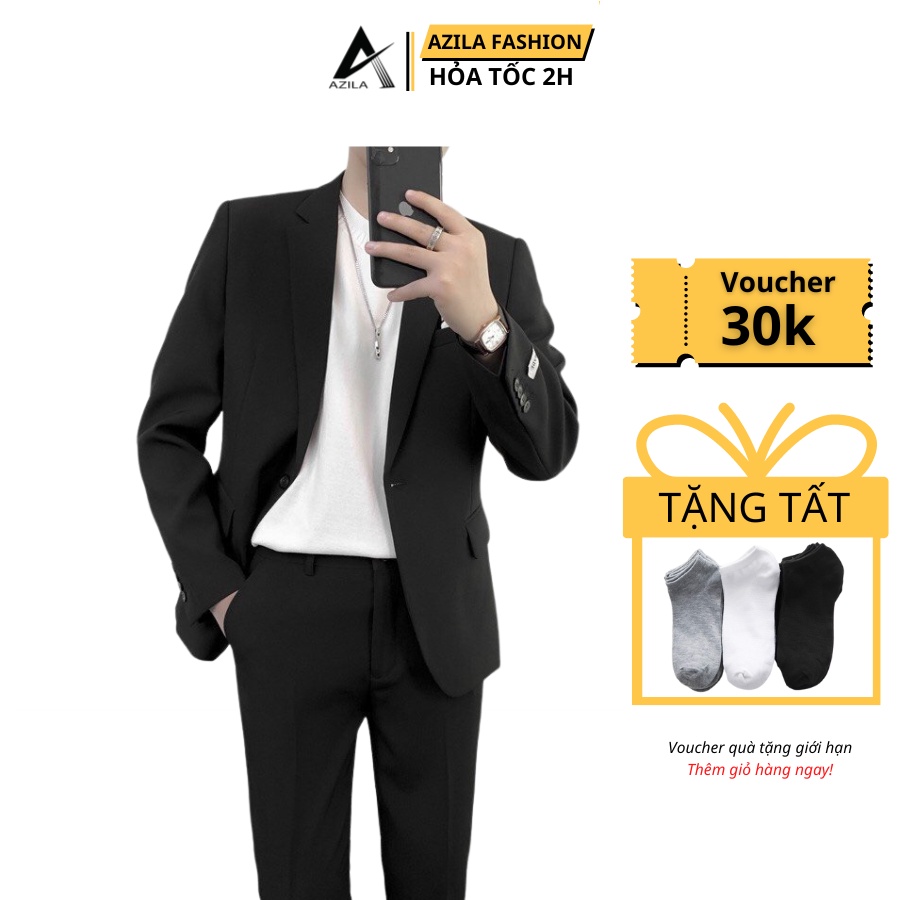 AZILA
AZILA FASHION
HỎA TỐC 2H
Voucher
30k
TẶNG TẤT
Voucher quà tặng giới hạn
Thêm giỏ hàng ngay!